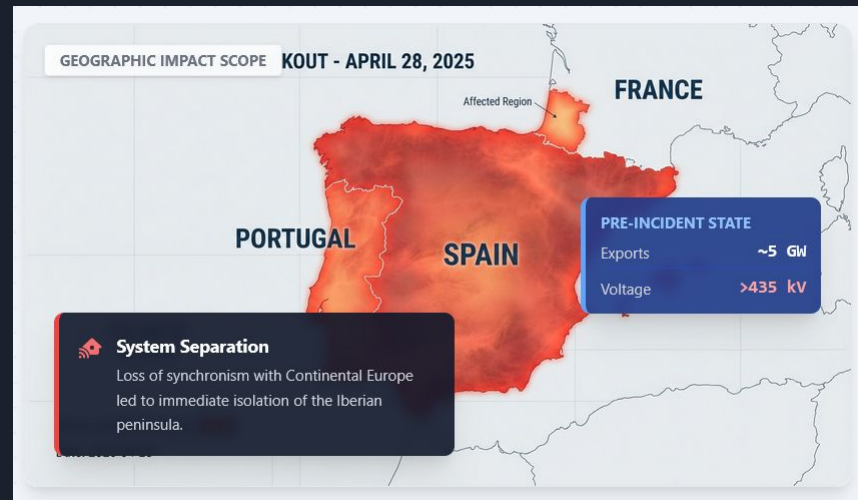 GEOGRAPHIC IMPACT SCOPE
KOUT - APRIL 28, 2025
FRANCE
Affected Region
PORTUGAL
SPAIN
PRE-INCIDENT STATE
Exports ~5 GW
Voltage >435 kV
System Separation
Loss of synchronism with Continental Europe
led to immediate isolation of the Iberian
peninsula.